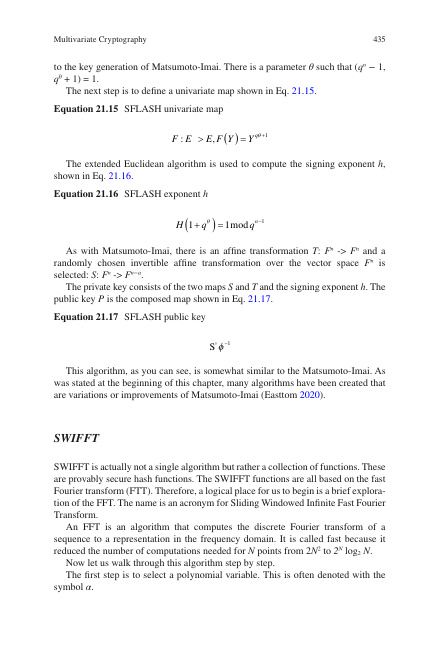 Multivariate Cryptography 435
to the key generation of Matsumoto-Imai. There is a parameter θ such that (qⁿ − 1,
q^θ + 1) = 1.
The next step is to define a univariate map shown in Eq. 21.15.
Equation 21.15 SFLASH univariate map
F : E > E, F(Y) = Y^{qθ+1}
The extended Euclidean algorithm is used to compute the signing exponent h,
shown in Eq. 21.16.
Equation 21.16 SFLASH exponent h
H(1 + q^θ) = 1 mod q^{n−1}
As with Matsumoto-Imai, there is an affine transformation T: Fⁿ -> Fⁿ and a
randomly chosen invertible affine transformation over the vector space Fⁿ is
selected: S: Fⁿ -> Fⁿ⁻ᵅ.
The private key consists of the two maps S and T and the signing exponent h. The
public key P is the composed map shown in Eq. 21.17.
Equation 21.17 SFLASH public key
S'ϕ⁻¹
This algorithm, as you can see, is somewhat similar to the Matsumoto-Imai. As
was stated at the beginning of this chapter, many algorithms have been created that
are variations or improvements of Matsumoto-Imai (Easttom 2020).
SWIFFT
SWIFFT is actually not a single algorithm but rather a collection of functions. These
are provably secure hash functions. The SWIFFT functions are all based on the fast
Fourier transform (FTT). Therefore, a logical place for us to begin is a brief explora-
tion of the FFT. The name is an acronym for Sliding Windowed Infinite Fast Fourier
Transform.
An FFT is an algorithm that computes the discrete Fourier transform of a
sequence to a representation in the frequency domain. It is called fast because it
reduced the number of computations needed for N points from 2N² to 2ᴺ log₂ N.
Now let us walk through this algorithm step by step.
The first step is to select a polynomial variable. This is often denoted with the
symbol α.